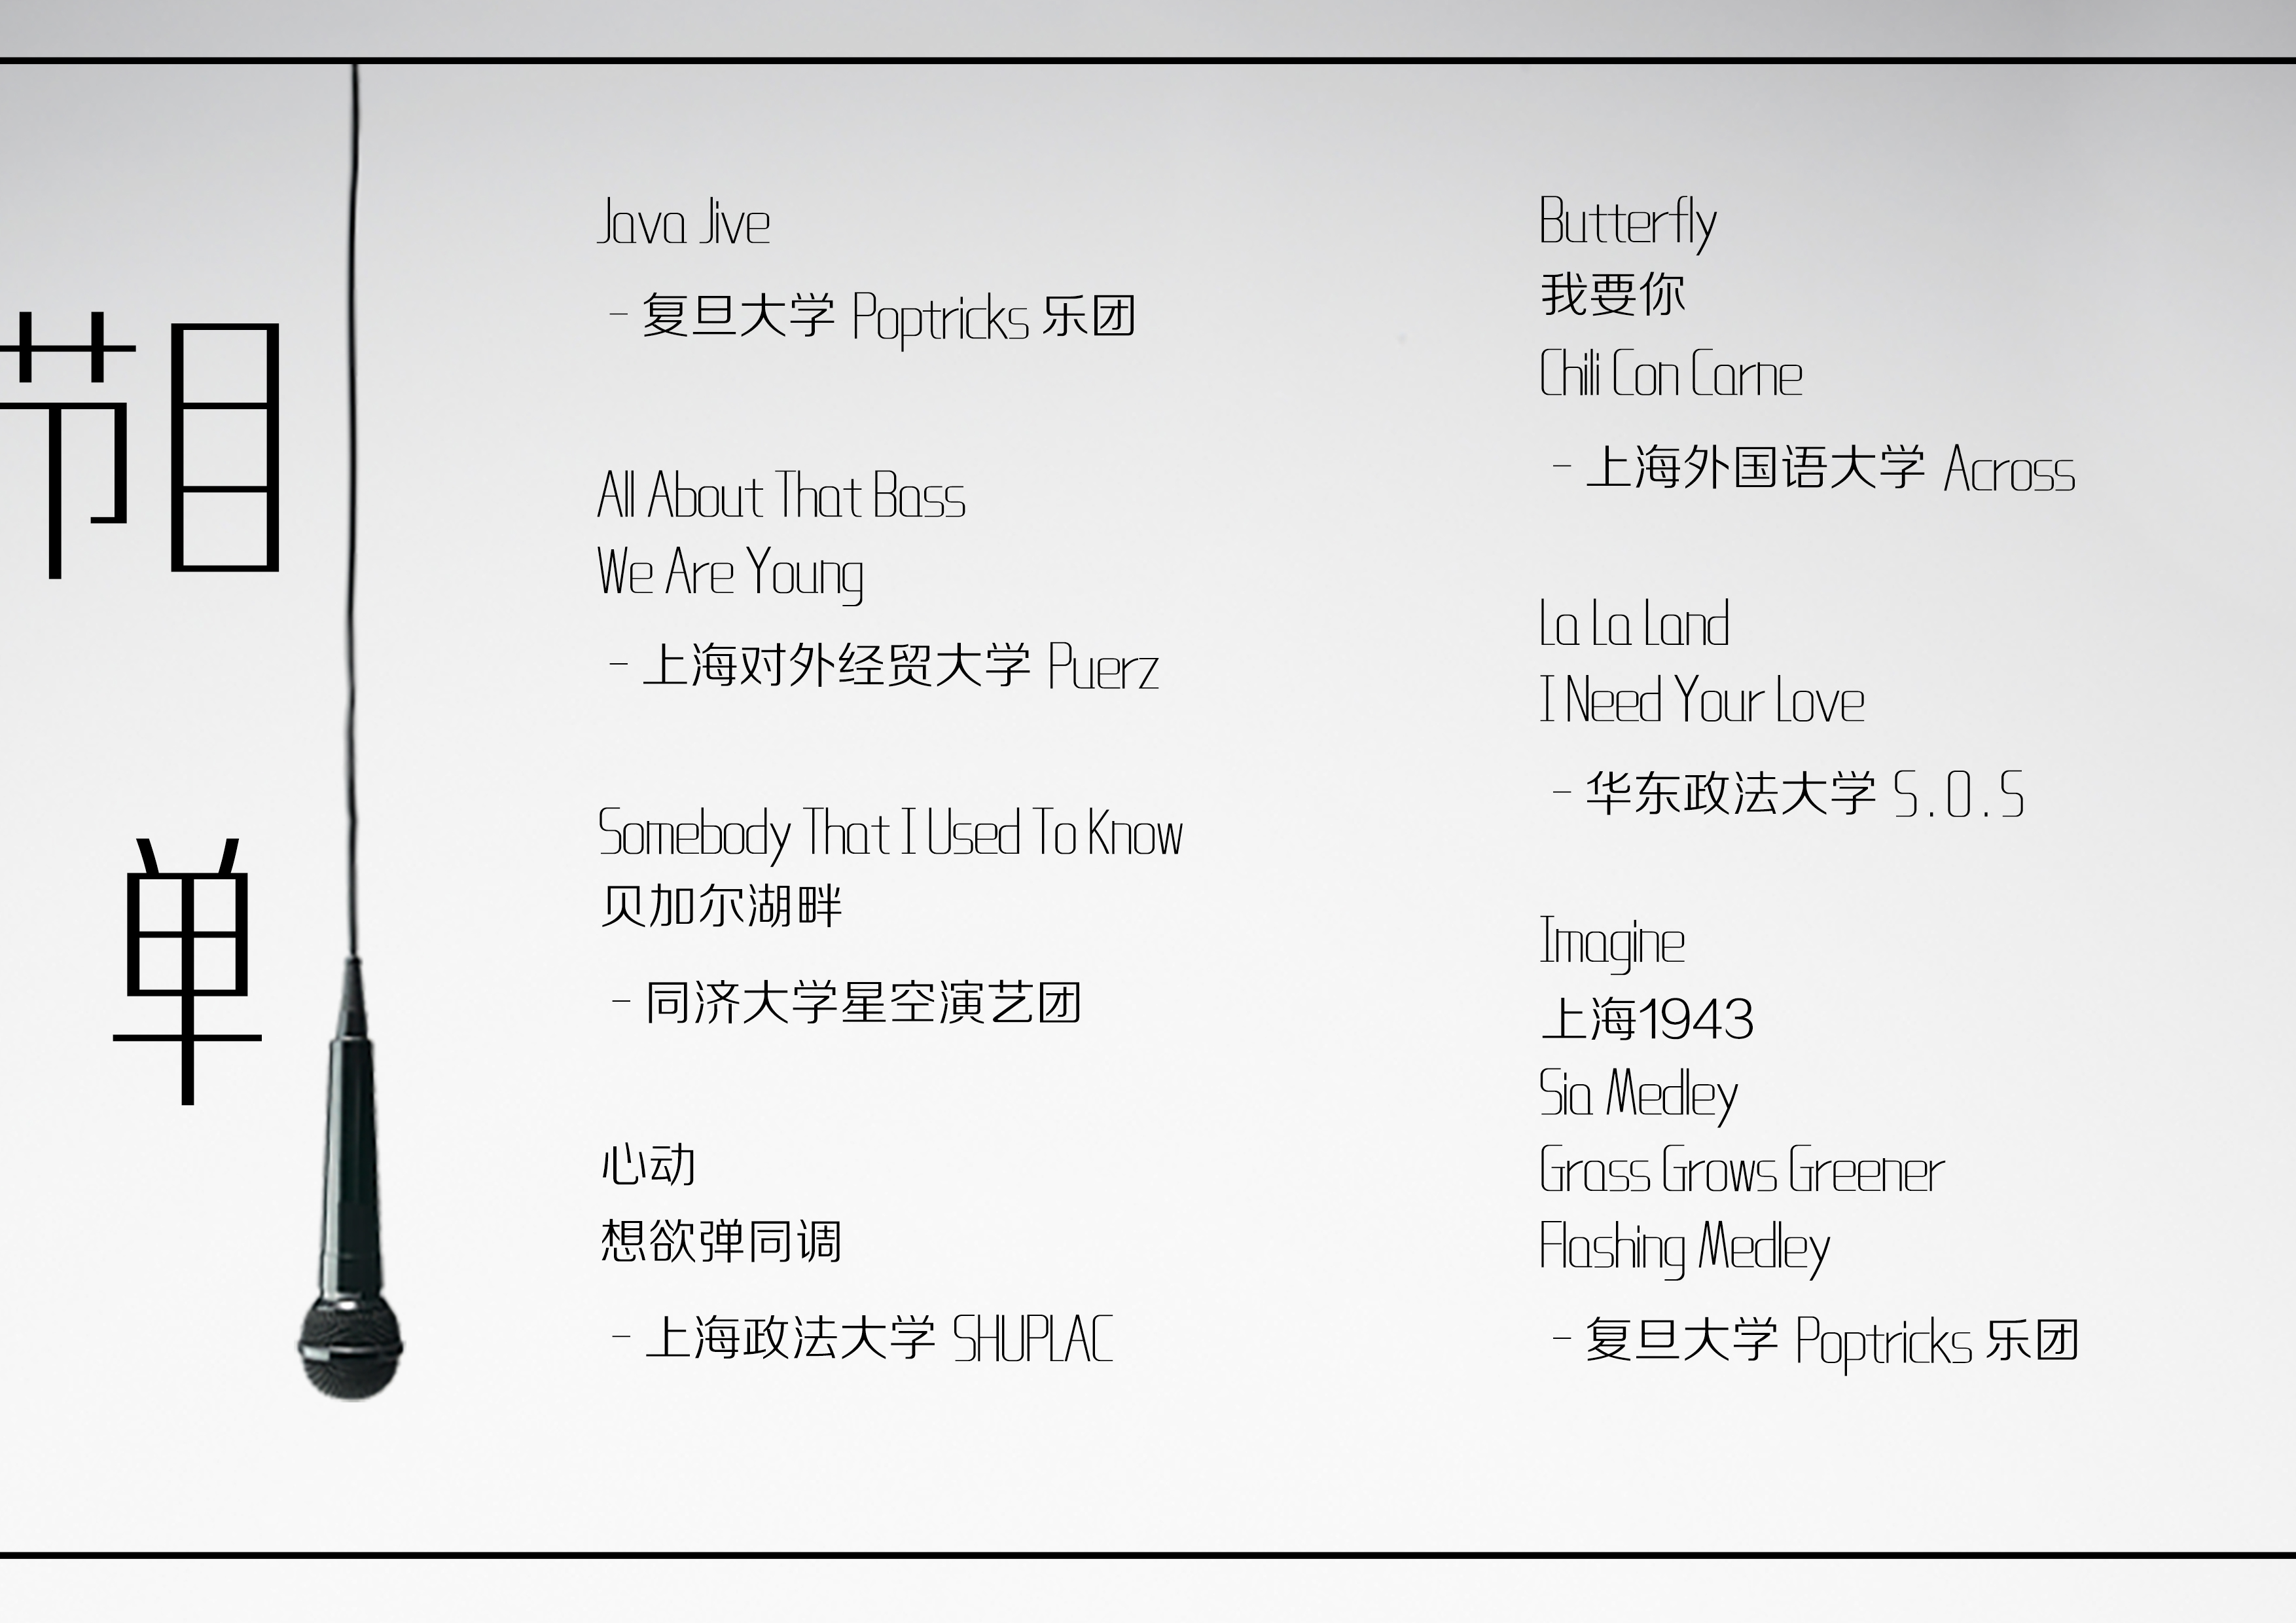 节目
单
Java Jive
- 复旦大学 Poptricks 乐团
All About That Bass
We Are Young
- 上海对外经贸大学 Puerz
Somebody That I Used To Know
贝加尔湖畔
- 同济大学星空演艺团
心动
想欲弹同调
- 上海政法大学 SHUPLAC
Butterfly
我要你
Chili Con Carne
- 上海外国语大学 Across
La La Land
I Need Your Love
- 华东政法大学 S.O.S
Imagine
上海1943
Sia Medley
Grass Grows Greener
Flashing Medley
- 复旦大学 Poptricks 乐团